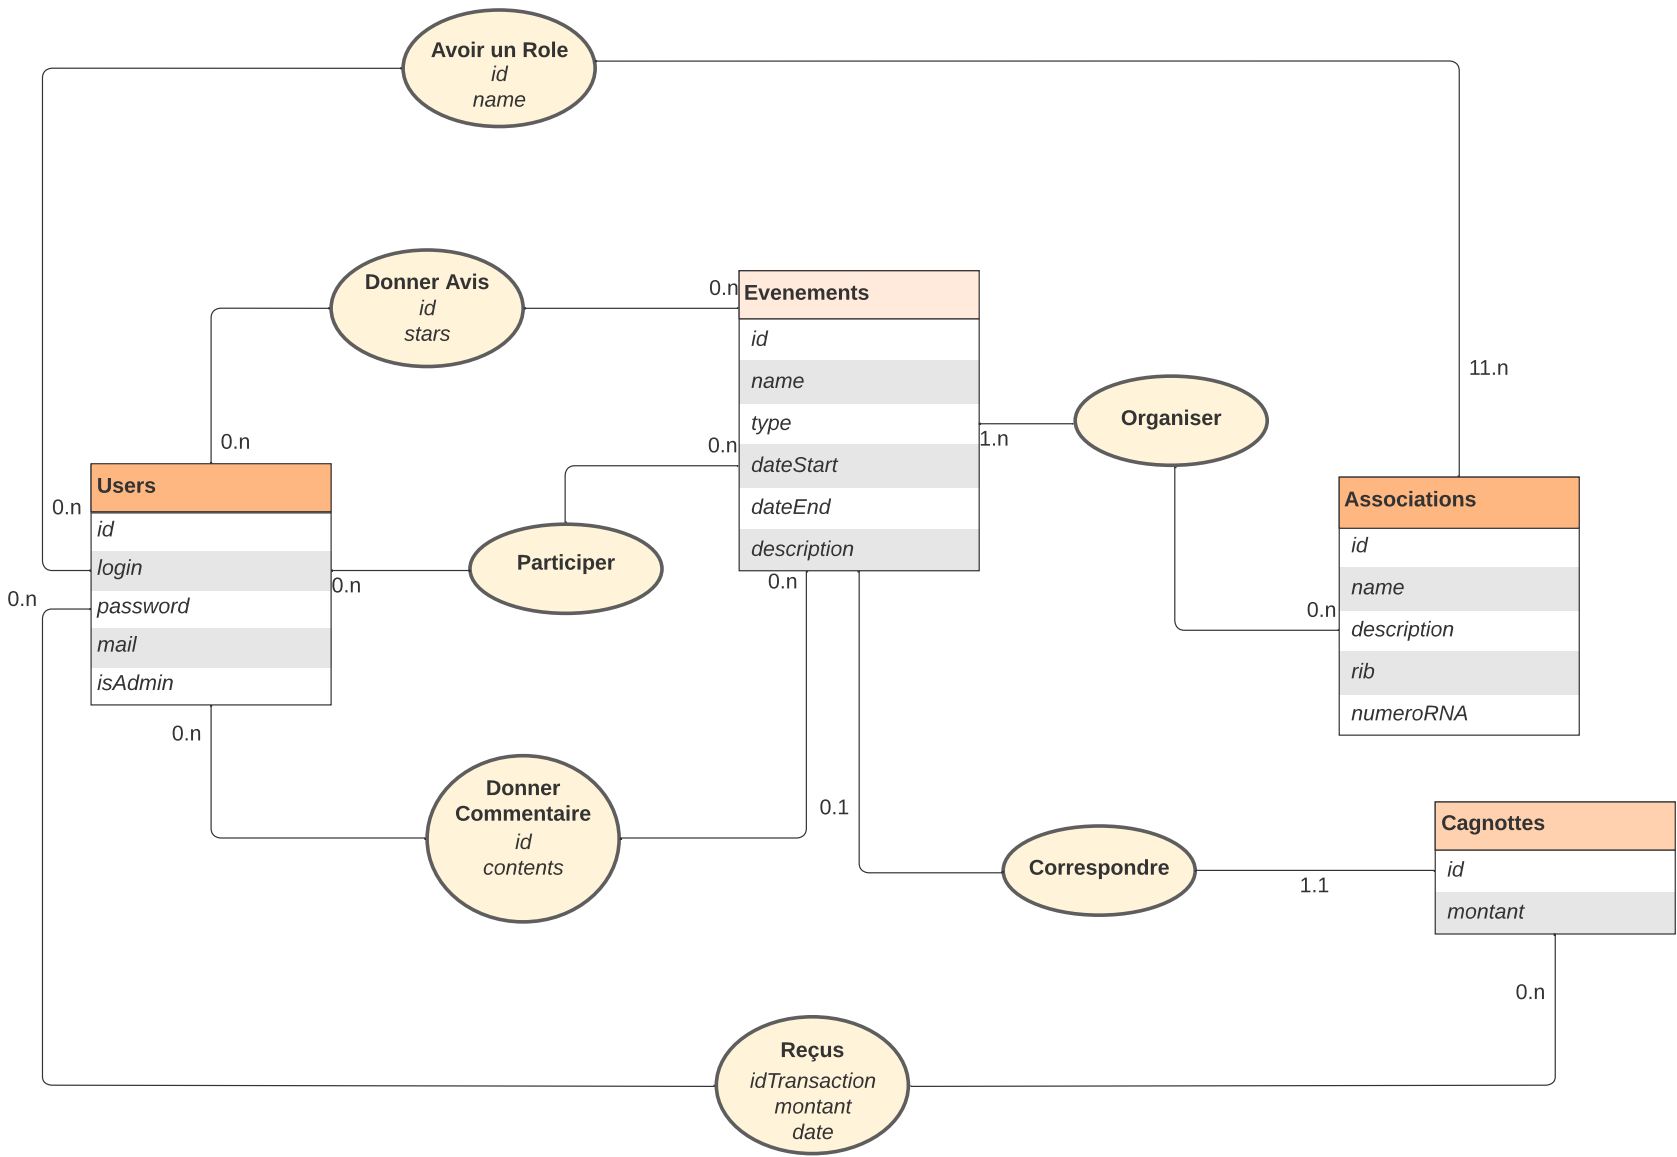 Avoir un Role
id
name
Donner Avis
id
stars
0.n
Evenements
id
name
type
dateStart
dateEnd
description
11.n
Organiser
1.n
0.n
0.n
Users
id
login
password
mail
isAdmin
0.n
0.n
Participer
0.n
Associations
id
name
description
rib
numeroRNA
0.n
0.n
0.n
Donner
Commentaire
id
contents
0.1
Correspondre
1.1
Cagnottes
id
montant
0.n
Reçus
idTransaction
montant
date